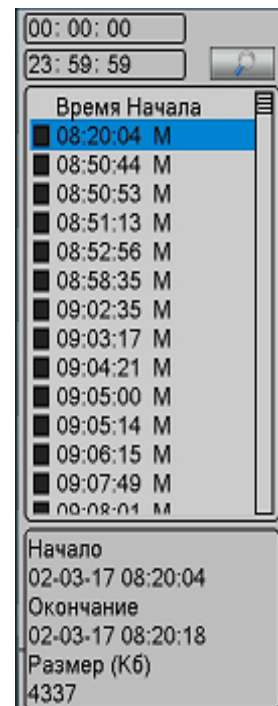 00: 00: 00
23: 59: 59
Время Начала
08:20:04 M
08:50:44 M
08:50:53 M
08:51:13 M
08:52:56 M
08:58:35 M
09:02:35 M
09:03:17 M
09:04:21 M
09:05:00 M
09:05:14 M
09:06:15 M
09:07:49 M
09:08:01 M
Начало
02-03-17 08:20:04
Окончание
02-03-17 08:20:18
Размер (Кб)
4337